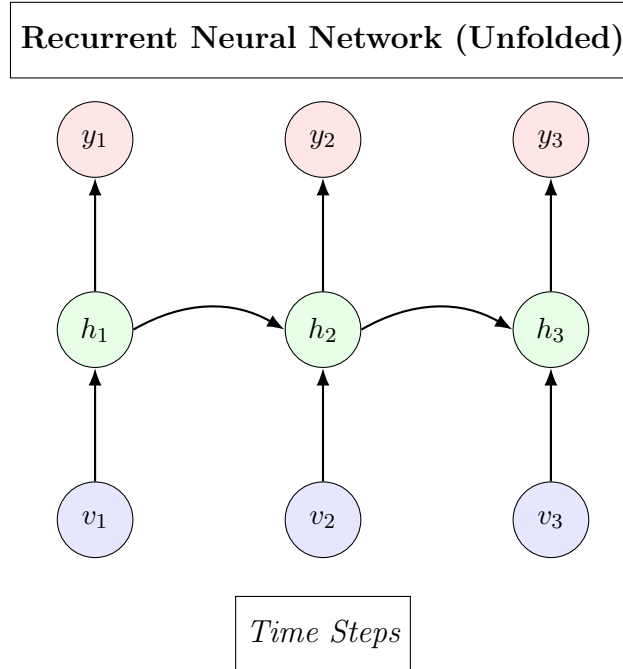 Recurrent Neural Network (Unfolded)
y₁ y₂ y₃
h₁ h₂ h₃
v₁ v₂ v₃
Time Steps